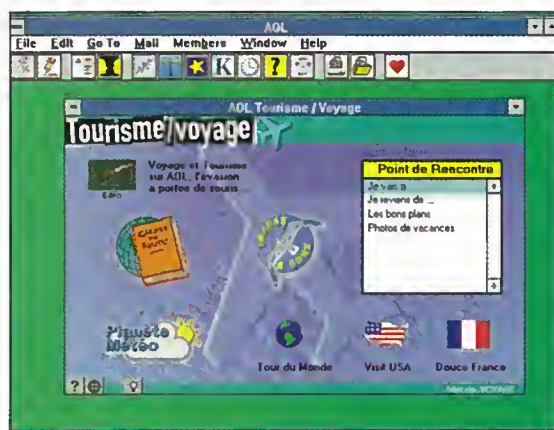 AOL
File Edit Go To Mail Members Window Help
K ?
AOL Tourisme / Voyage
Tourisme/voyage
Voyage et Tourisme
sur AOL, l'évasion
a portée de souris
Point de Rencontre
Je vais a
Je reviens de ...
Les bons plans
Photos de vacances
Planète
Météo
Tour du Monde
Visit USA
Douce France
?